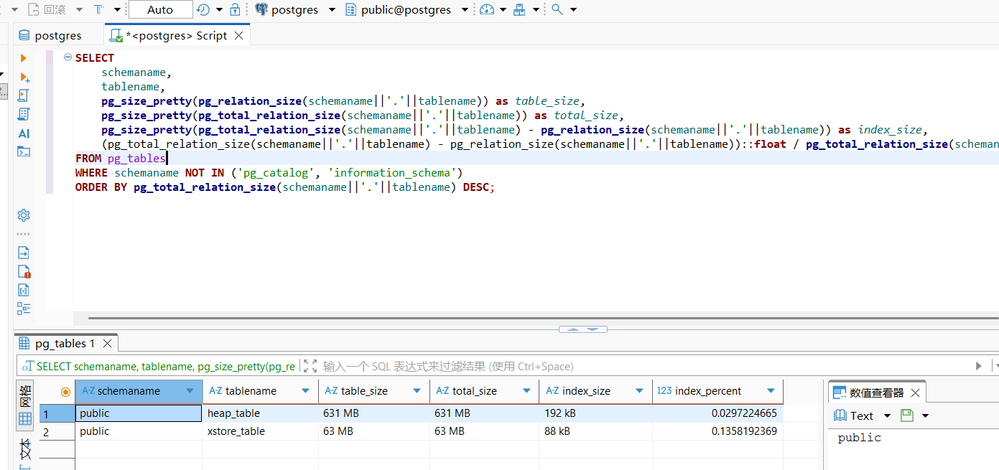 回滚 T Auto postgres public@postgres
postgres *<postgres> Script
SELECT
schemaname,
tablename,
pg_size_pretty(pg_relation_size(schemaname||'.'||tablename)) as table_size,
pg_size_pretty(pg_total_relation_size(schemaname||'.'||tablename)) as total_size,
pg_size_pretty(pg_total_relation_size(schemaname||'.'||tablename) - pg_relation_size(schemaname||'.'||tablename)) as index_size,
(pg_total_relation_size(schemaname||'.'||tablename) - pg_relation_size(schemaname||'.'||tablename))::float / pg_total_relation_size(scheman
FROM pg_tables
WHERE schemaname NOT IN ('pg_catalog', 'information_schema')
ORDER BY pg_total_relation_size(schemaname||'.'||tablename) DESC;
AI
pg_tables 1
SELECT schemaname, tablename, pg_size_pretty(pg_re 输入一个 SQL 表达式来过滤结果 (使用 Ctrl+Space)
网格
文本
A-Z schemaname A-Z tablename A-Z table_size A-Z total_size A-Z index_size 123 index_percent
1 public heap_table 631 MB 631 MB 192 kB 0.0297224665
2 public xstore_table 63 MB 63 MB 88 kB 0.1358192369
数值查看器
Text
public